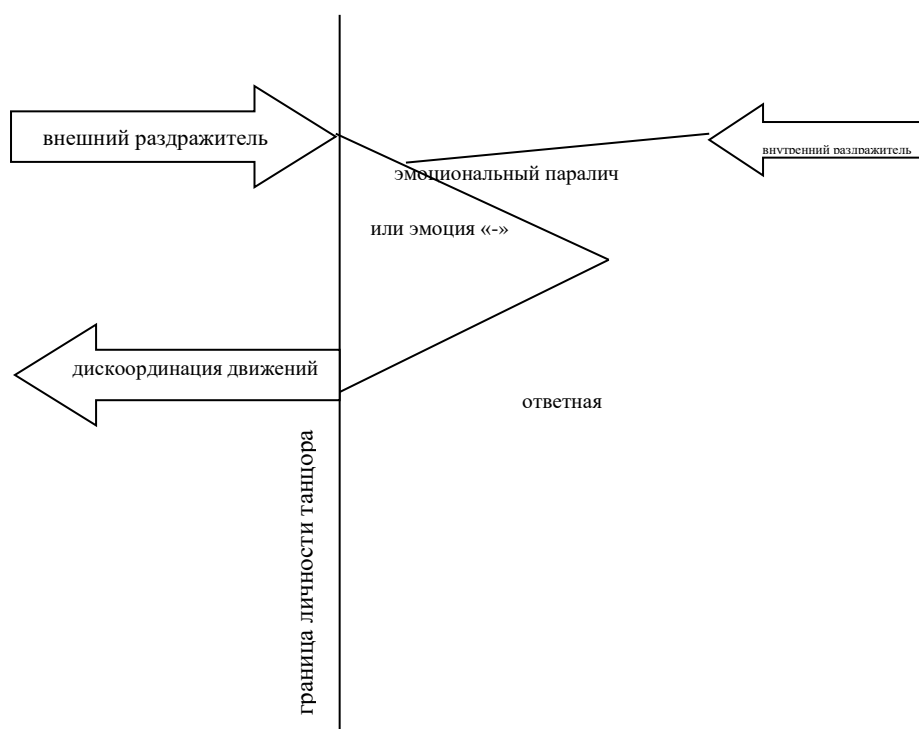 внешний раздражитель
внутренний раздражитель
эмоциональный паралич
или эмоция «-»
дискоординация движений
ответная
граница личности танцора